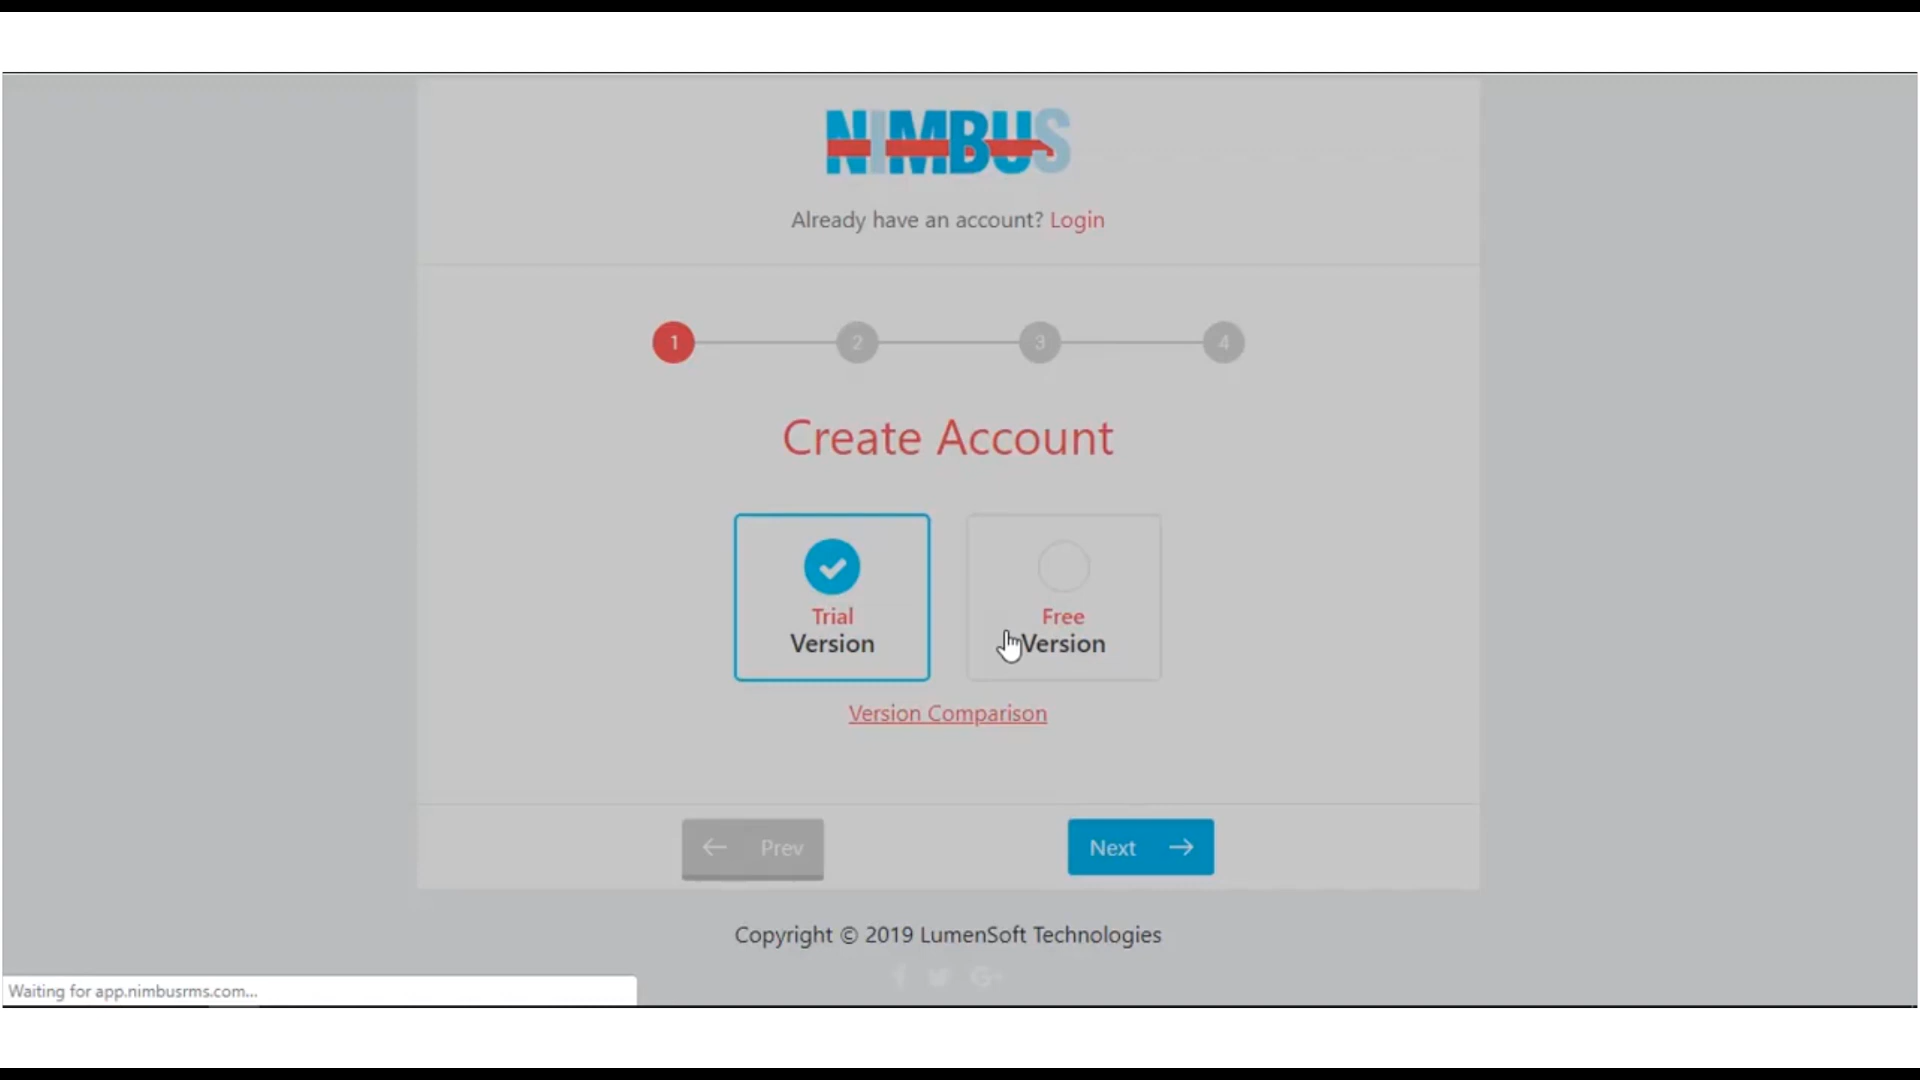 NIMBUS
Already have an account? Login
1 2 3 4
Create Account
Trial
Version
Free
Version
Version Comparison
Prev
Next
Copyright © 2019 LumenSoft Technologies
Waiting for app.nimbusrms.com...